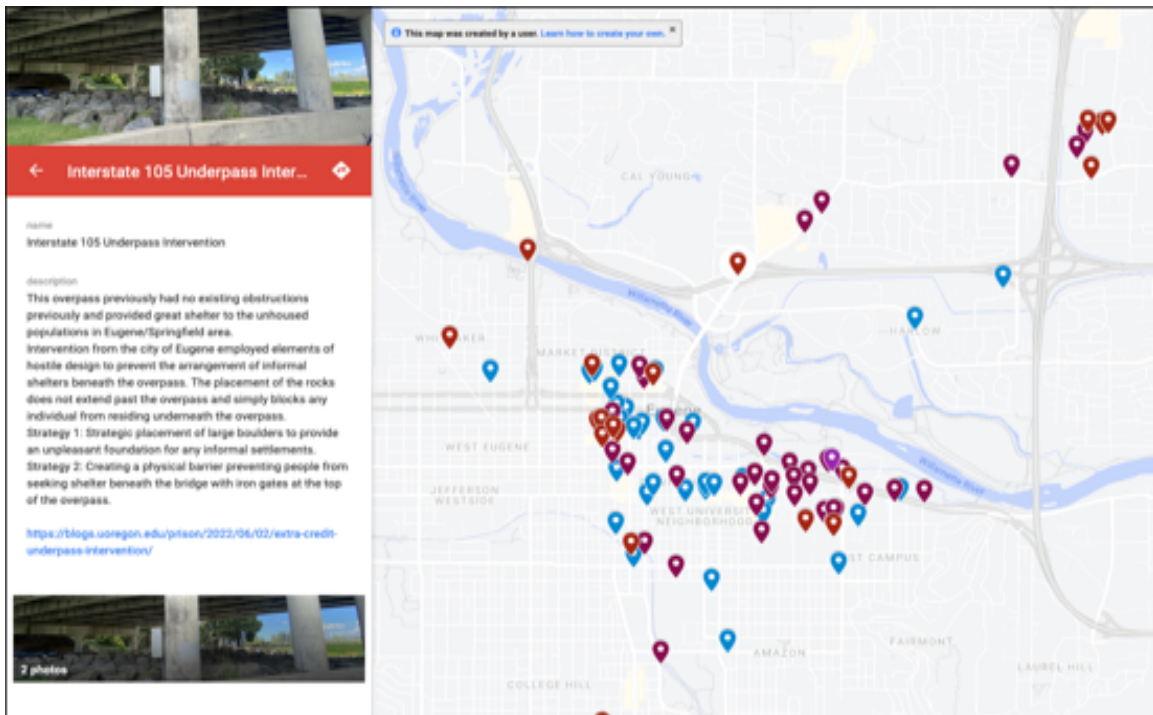 This map was created by a user. Learn how to create your own.
Interstate 105 Underpass Inter...
name
Interstate 105 Underpass Intervention
description
This overpass previously had no existing obstructions
previously and provided great shelter to the unhoused
populations in Eugene/Springfield area.
Intervention from the city of Eugene employed elements of
hostile design to prevent the arrangement of informal
shelters beneath the overpass. The placement of the rocks
does not extend past the overpass and simply blocks any
individual from residing underneath the overpass.
Strategy 1: Strategic placement of large boulders to provide
an unpleasant foundation for any informal settlements.
Strategy 2: Creating a physical barrier preventing people from
seeking shelter beneath the bridge with iron gates at the top
of the overpass.
https://blogs.uoregon.edu/prison/2022/06/02/extra-credit-
underpass-intervention/
2 photos
CAL YOUNG
Willamette River
HARLOW
MARKET DISTRICT
WEST EUGENE
JEFFERSON
WESTSIDE
WEST UNIVERSITY
NEIGHBORHOOD
Willamette River
CAMPUS
AMAZON
FAIRMONT
LAUREL HILL
COLLEGE HILL